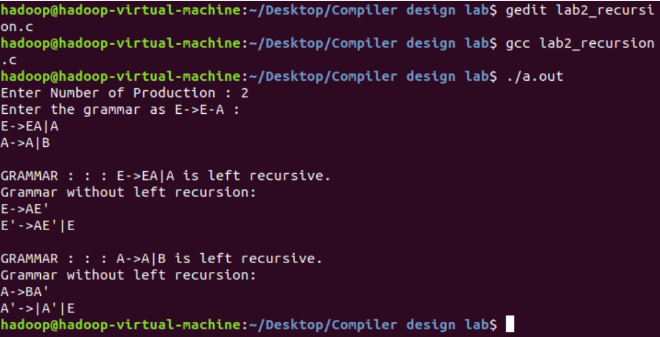 hadoop@hadoop-virtual-machine:~/Desktop/Compiler design lab$ gedit lab2_recursi
on.c
hadoop@hadoop-virtual-machine:~/Desktop/Compiler design lab$ gcc lab2_recursion
.c
hadoop@hadoop-virtual-machine:~/Desktop/Compiler design lab$ ./a.out
Enter Number of Production : 2
Enter the grammar as E->E-A :
E->EA|A
A->A|B
GRAMMAR : : : E->EA|A is left recursive.
Grammar without left recursion:
E->AE'
E'->AE'|E
GRAMMAR : : : A->A|B is left recursive.
Grammar without left recursion:
A->BA'
A'->|A'|E
hadoop@hadoop-virtual-machine:~/Desktop/Compiler design lab$